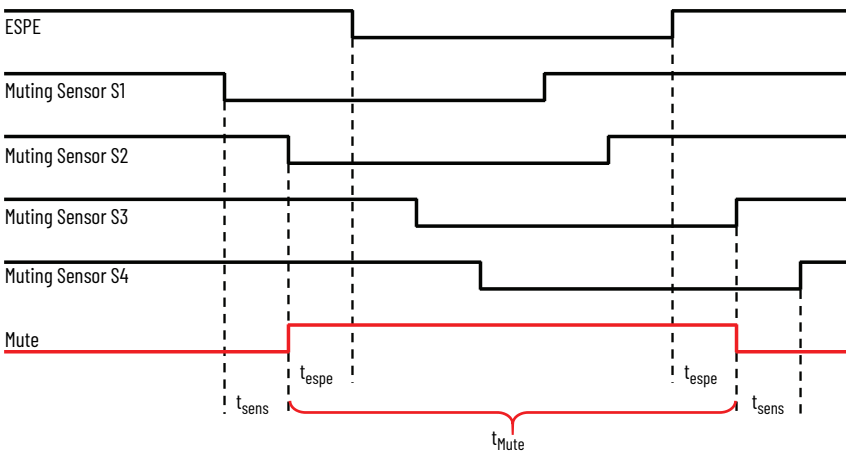 ESPE
Muting Sensor S1
Muting Sensor S2
Muting Sensor S3
Muting Sensor S4
Mute
tespe
tespe
tsens
tsens
tMute